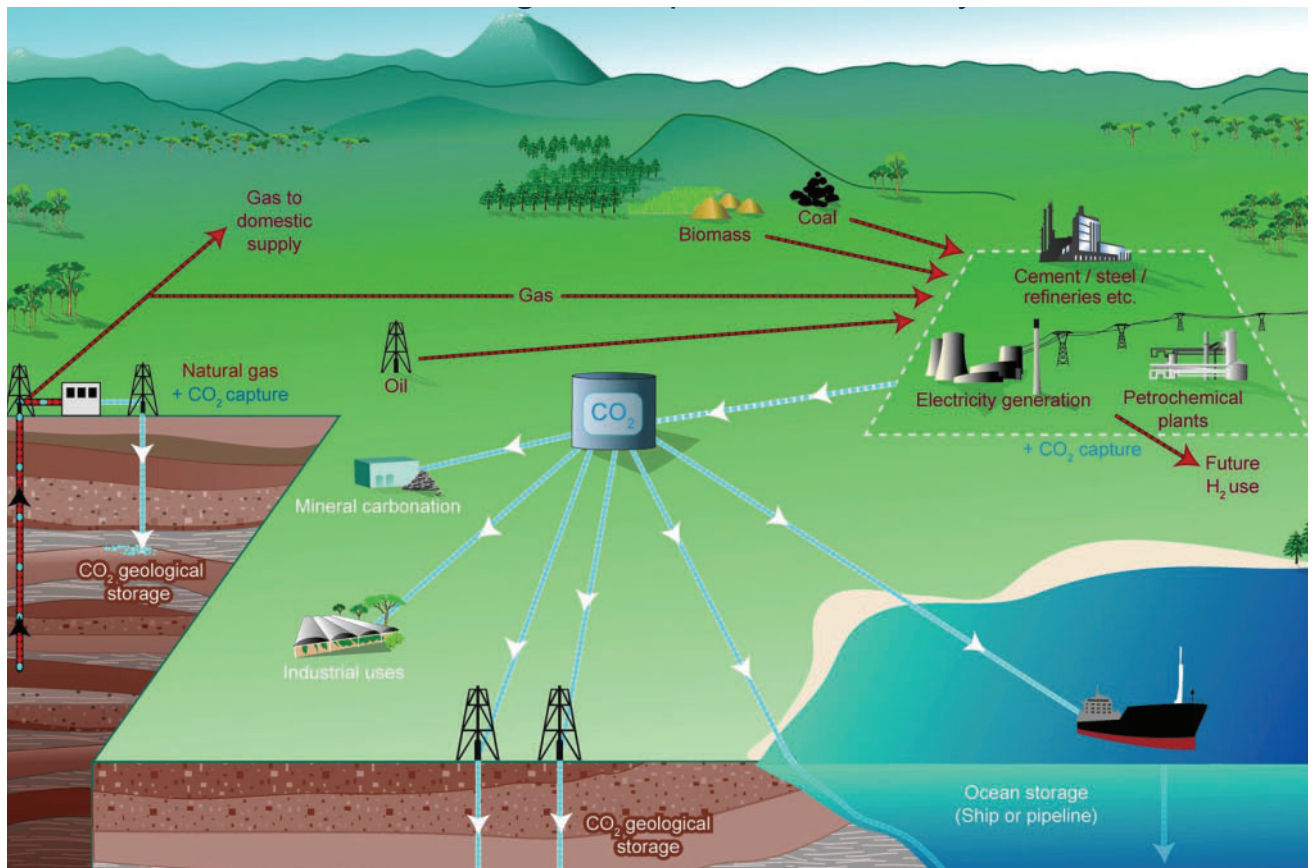 Gas to
domestic
supply
Coal
Biomass
Cement / steel /
refineries etc.
Gas
Natural gas
+ CO₂ capture
Oil
CO₂
Electricity generation
Petrochemical
plants
+ CO₂ capture
Future
H₂ use
Mineral carbonation
CO₂ geological
storage
Industrial uses
Ocean storage
(Ship or pipeline)
CO₂ geological
storage